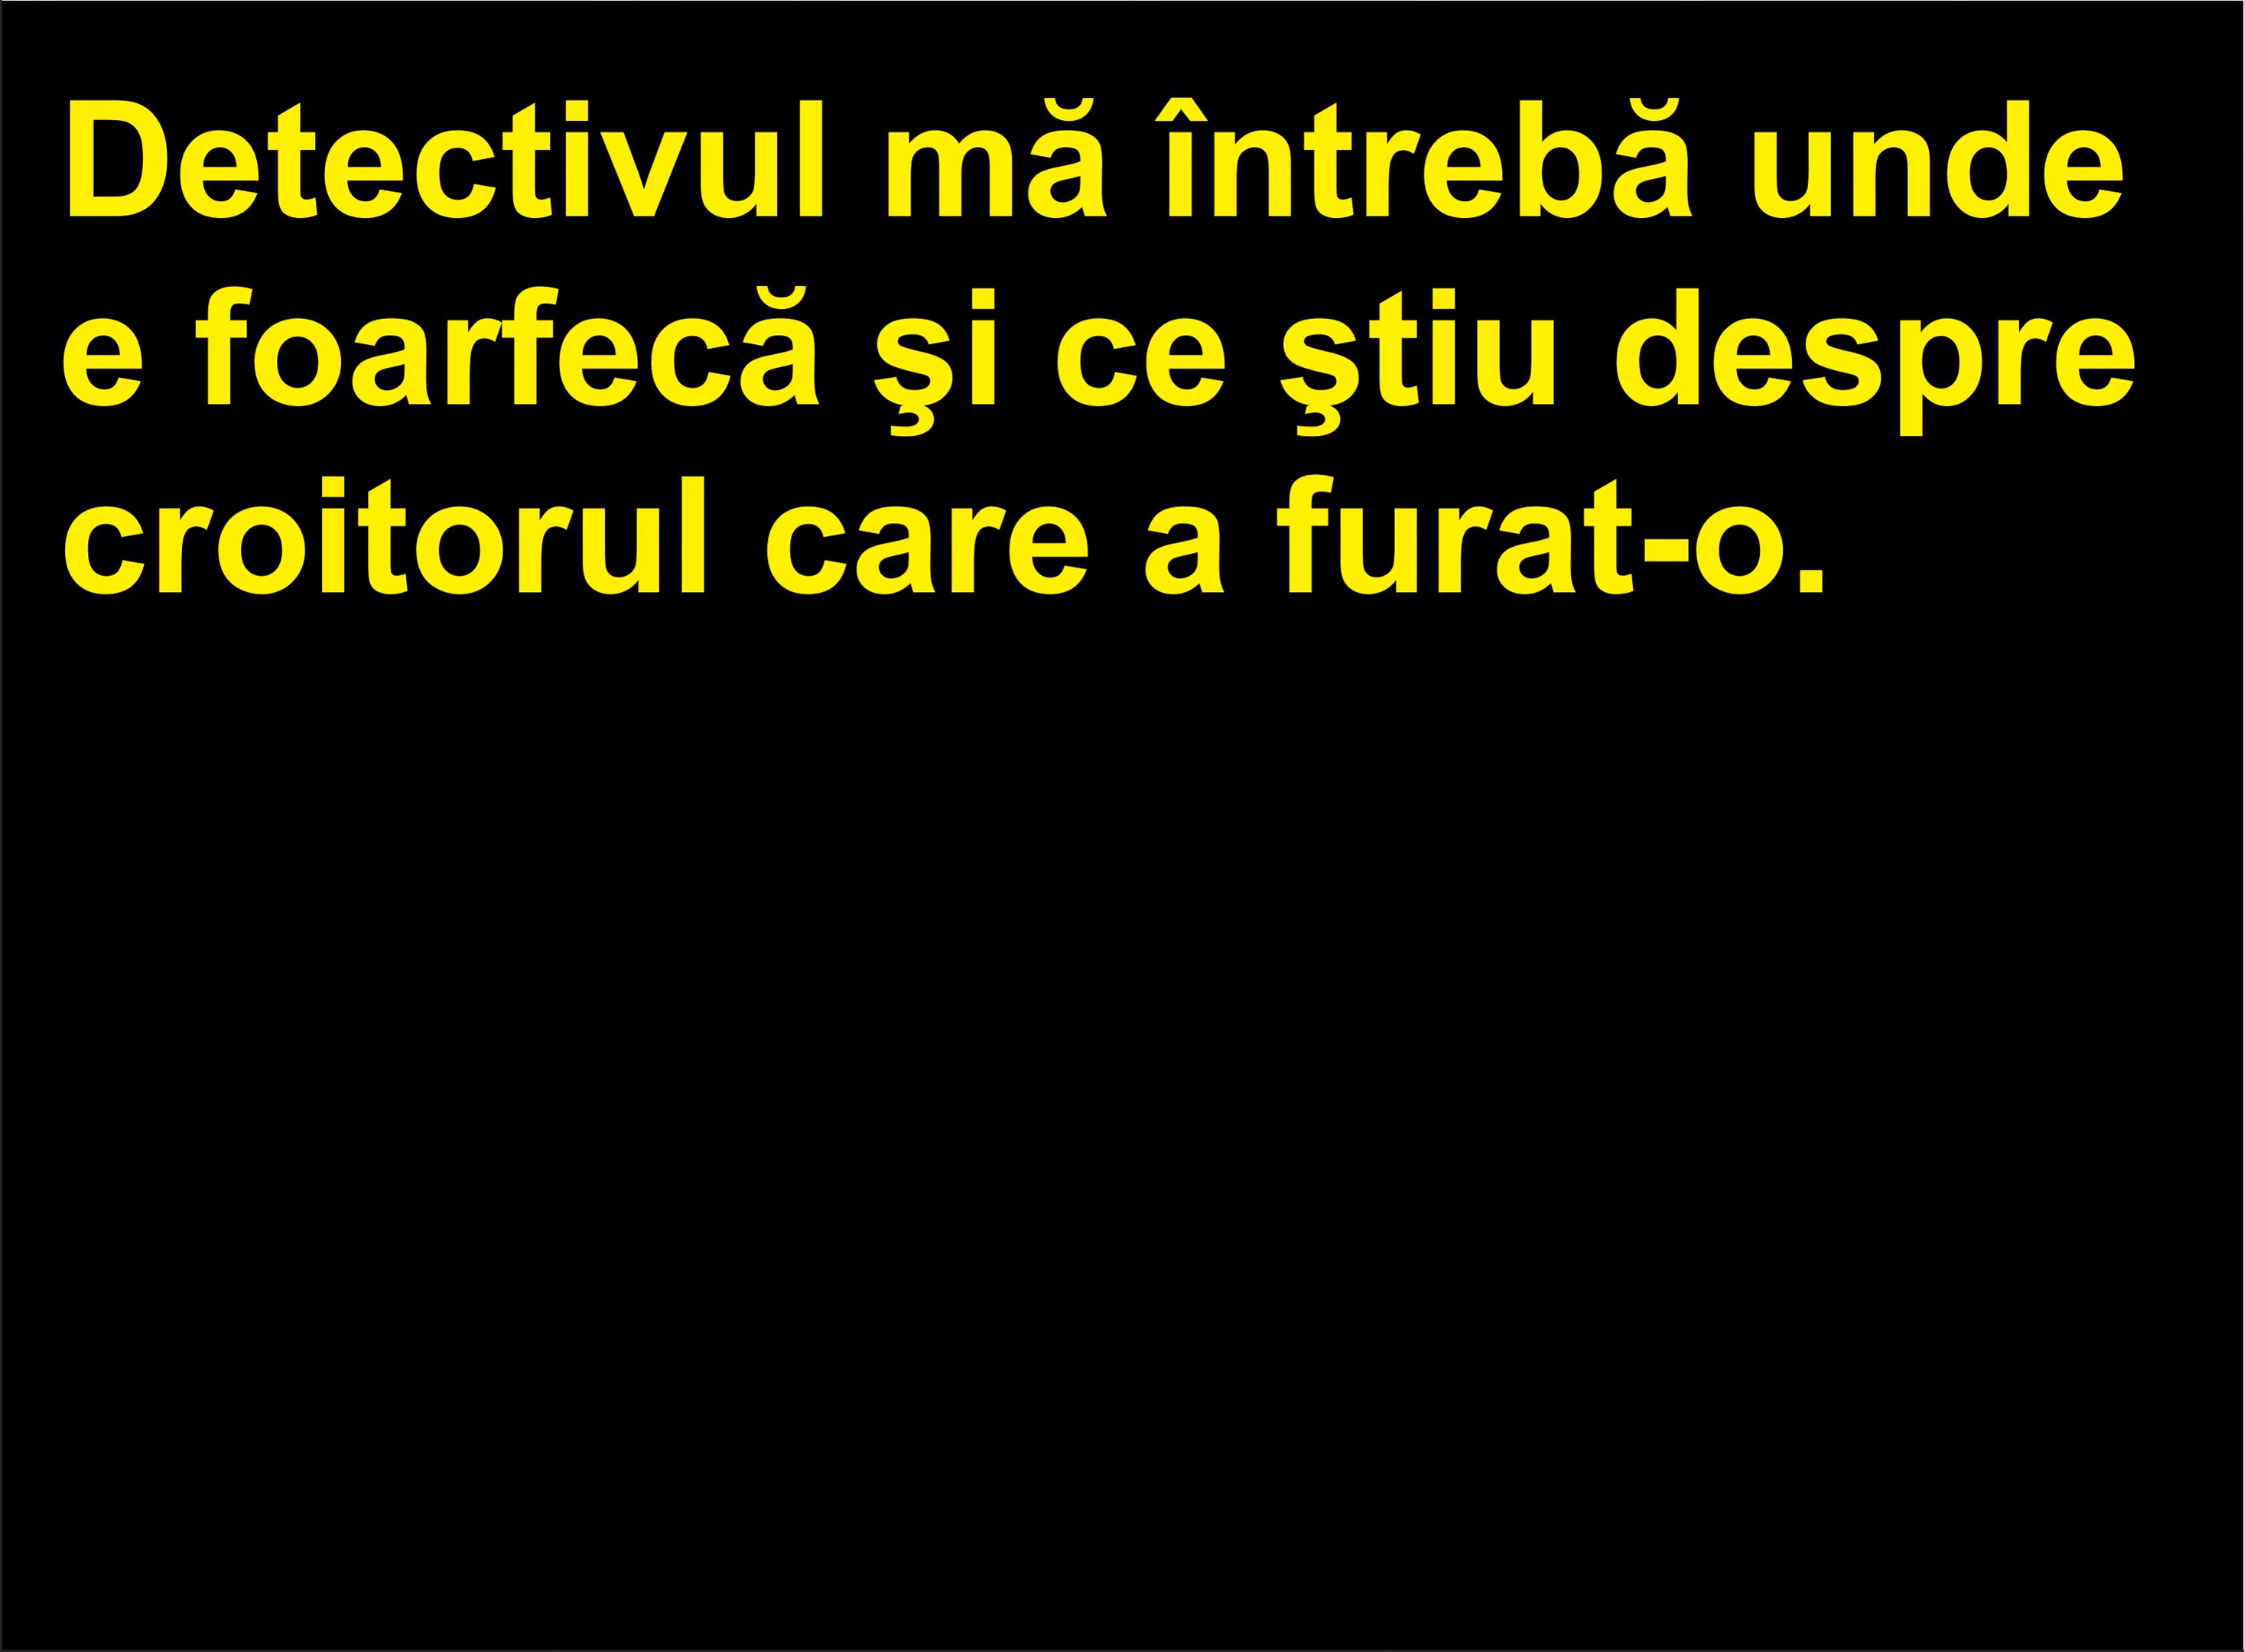 Detectivul mă întrebă unde
e foarfecă şi ce ştiu despre
croitorul care a furat-o.